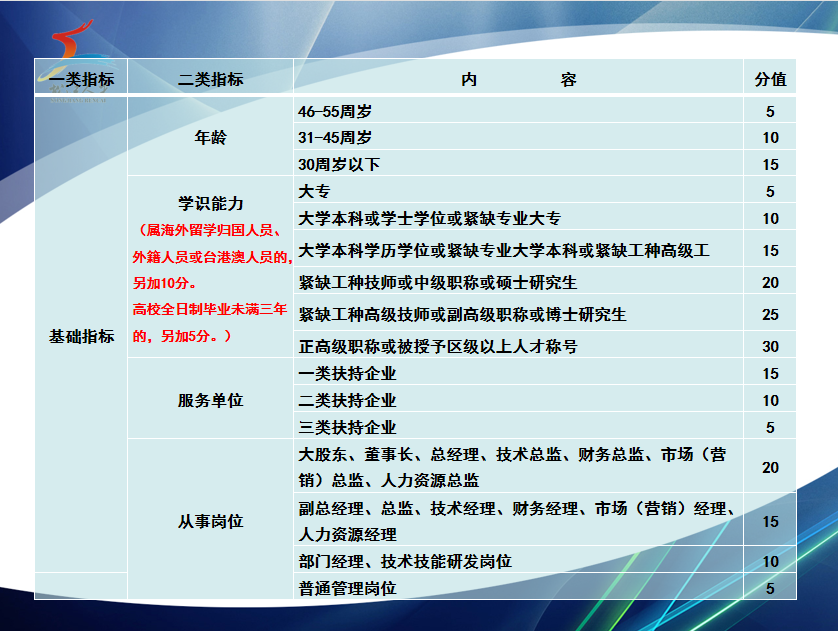 一类指标 二类指标 内 容 分值
基础指标
年龄
46-55周岁 5
31-45周岁 10
30周岁以下 15
学识能力
（属海外留学归国人员、
外籍人员或台港澳人员的，
另加10分。
高校全日制毕业未满三年
的，另加5分。）
大专 5
大学本科或学士学位或紧缺专业大专 10
大学本科学历学位或紧缺专业大学本科或紧缺工种高级工 15
紧缺工种技师或中级职称或硕士研究生 20
紧缺工种高级技师或副高级职称或博士研究生 25
正高级职称或被授予区级以上人才称号 30
服务单位
一类扶持企业 15
二类扶持企业 10
三类扶持企业 5
从事岗位
大股东、董事长、总经理、技术总监、财务总监、市场（营
销）总监、人力资源总监 20
副总经理、总监、技术经理、财务经理、市场（营销）经理、
人力资源经理 15
部门经理、技术技能研发岗位 10
普通管理岗位 5